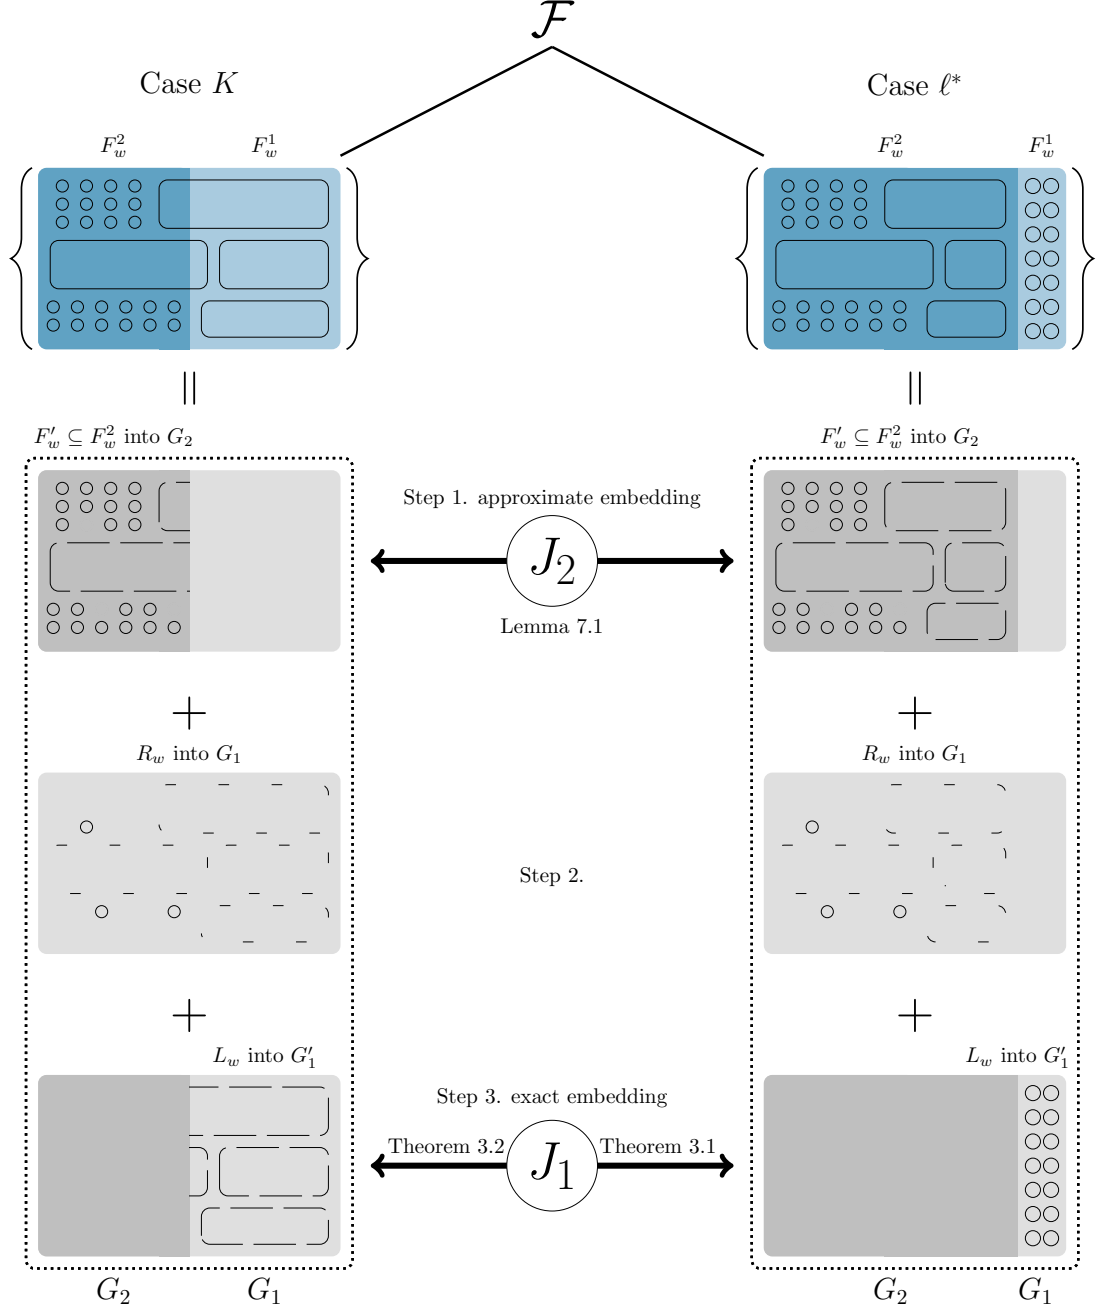 𝓕
Case K
Case ℓ*
F_w^2
F_w^1
F_w^2
F_w^1
F′_w ⊆ F_w^2 into G_2
F′_w ⊆ F_w^2 into G_2
Step 1. approximate embedding
J_2
Lemma 7.1
R_w into G_1
R_w into G_1
Step 2.
L_w into G′_1
L_w into G′_1
Step 3. exact embedding
Theorem 3.2
J_1
Theorem 3.1
G_2
G_1
G_2
G_1